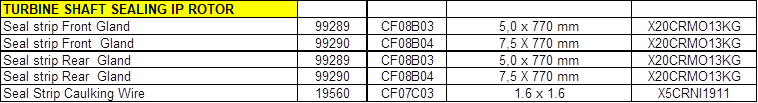 TURBINE SHAFT SEALING IP ROTOR
Seal strip Front Gland 99289 CF08B03 5,0 x 770 mm X20CRMO13KG
Seal strip Front  Gland 99290 CF08B04 7,5 X 770 mm X20CRMO13KG
Seal strip Rear  Gland 99289 CF08B03 5,0 x 770 mm X20CRMO13KG
Seal strip Rear  Gland 99290 CF08B04 7,5 X 770 mm X20CRMO13KG
Seal Strip Caulking Wire 19560 CF07C03 1.6 x 1.6 X5CRNI1911